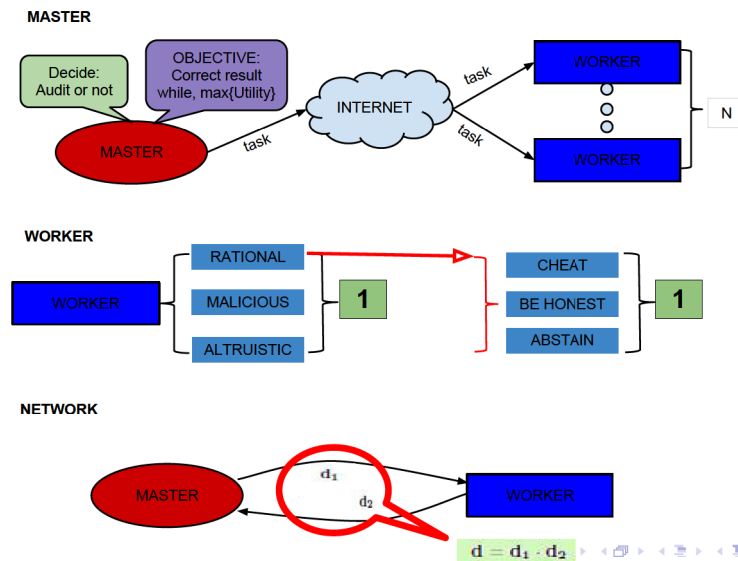 MASTER
Decide:
Audit or not
OBJECTIVE:
Correct result
while, max{Utility}
MASTER
task
INTERNET
task
task
WORKER
WORKER
N
WORKER
WORKER
RATIONAL
MALICIOUS
ALTRUISTIC
1
CHEAT
BE HONEST
ABSTAIN
1
NETWORK
MASTER
d₁
d₂
WORKER
d = d₁ · d₂